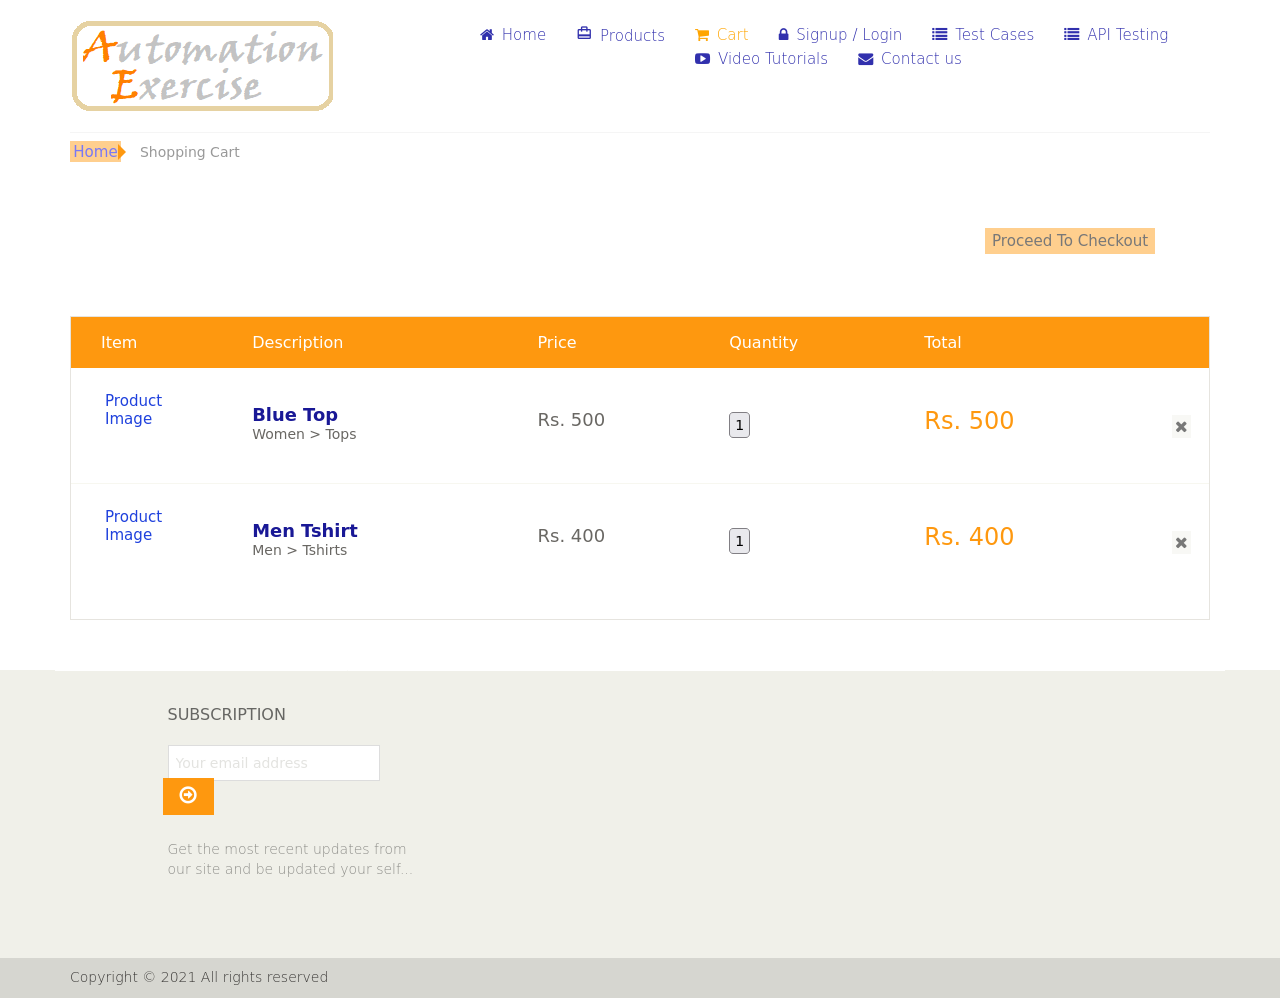 Automation
Exercise
Home Products Cart Signup / Login Test Cases API Testing
Video Tutorials Contact us
Home Shopping Cart
Proceed To Checkout
Item Description Price Quantity Total
Product
Image
Blue Top
Women > Tops
Rs. 500
1
Rs. 500
Product
Image
Men Tshirt
Men > Tshirts
Rs. 400
1
Rs. 400
SUBSCRIPTION
Your email address
Get the most recent updates from
our site and be updated your self...
Copyright © 2021 All rights reserved